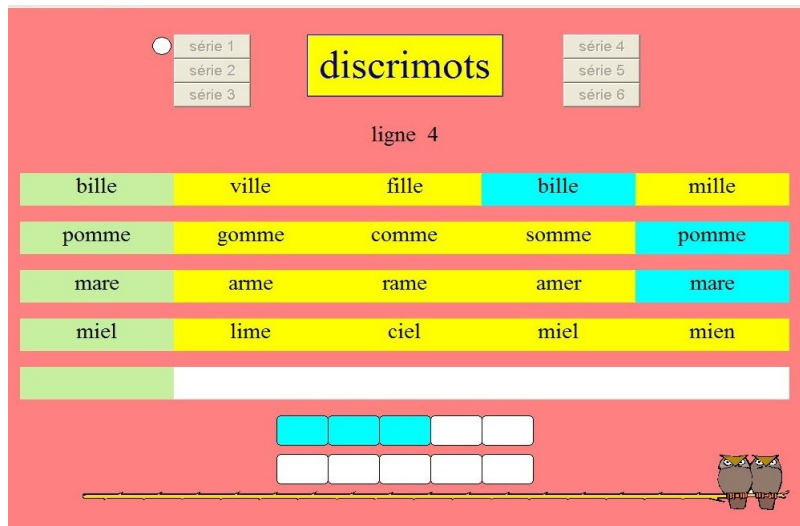 série 1
série 2
série 3
discrimots
série 4
série 5
série 6
ligne 4
bille ville fille bille mille
pomme gomme comme somme pomme
mare arme rame amer mare
miel lime ciel miel mien